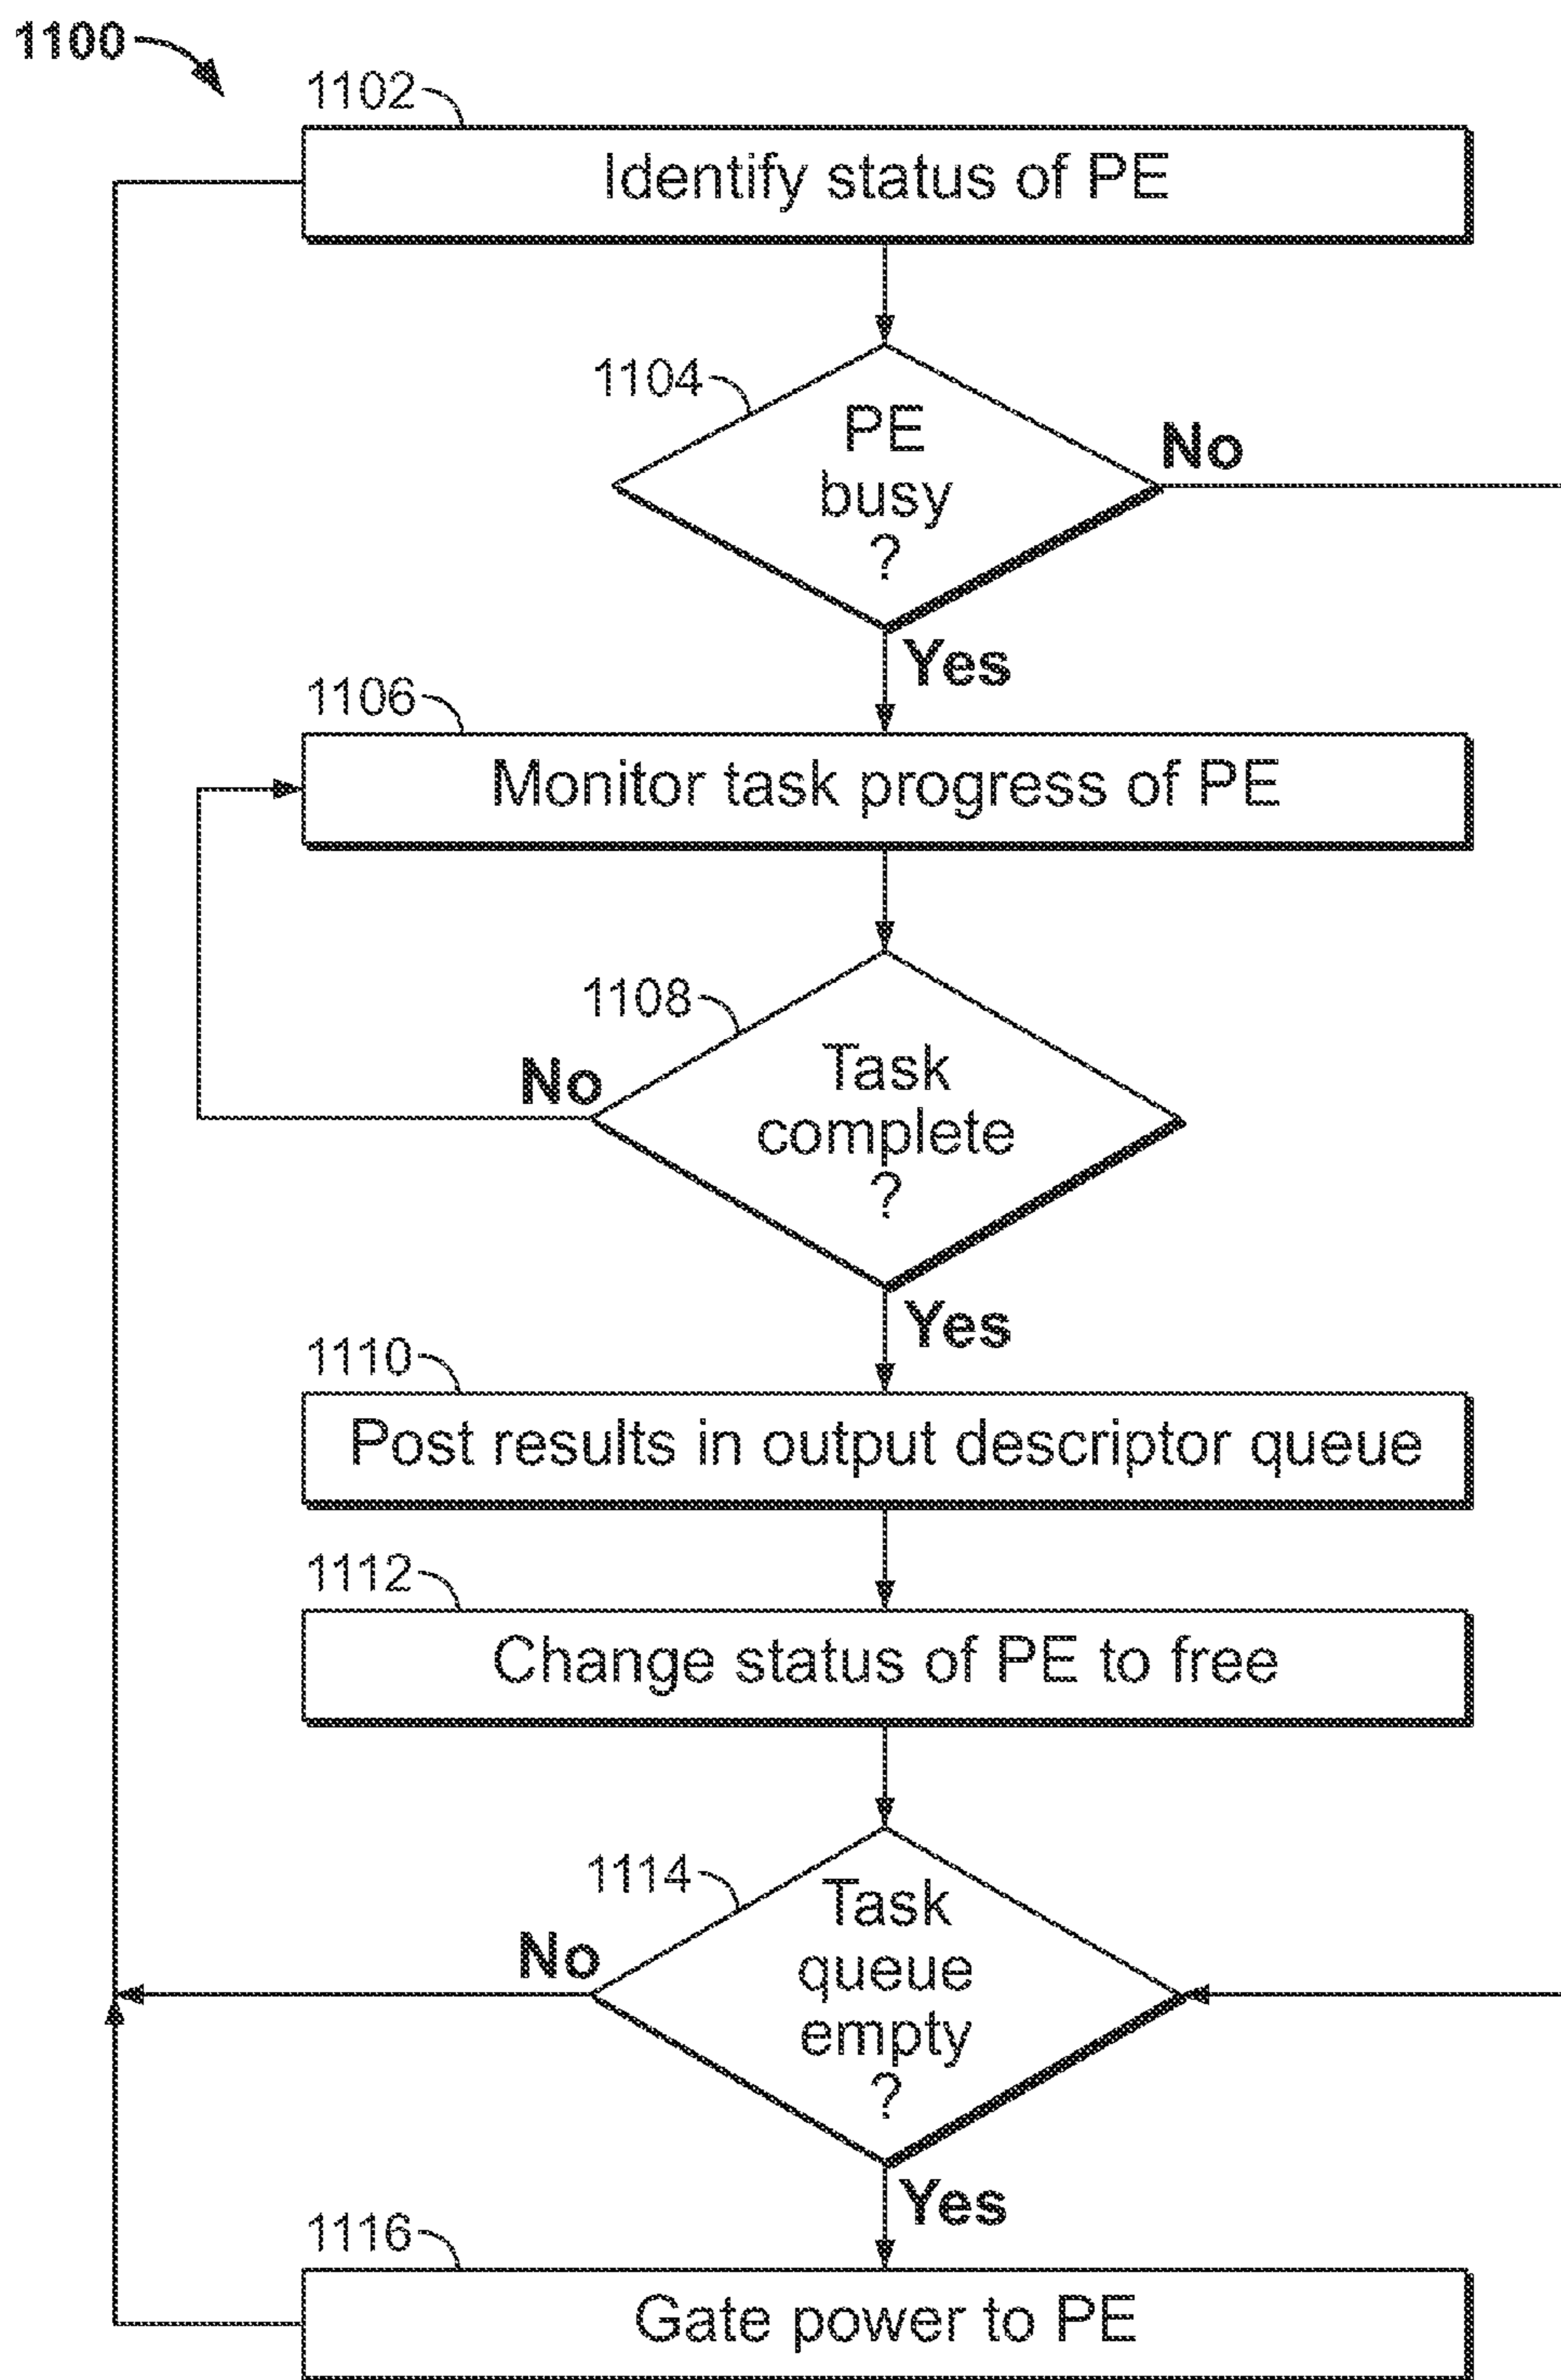 1100
1102
Identify status of PE
1104
PE
busy
?
No
Yes
1106
Monitor task progress of PE
1108
Task
complete
?
No
Yes
1110
Post results in output descriptor queue
1112
Change status of PE to free
1114
Task
queue
empty
?
No
Yes
1116
Gate power to PE